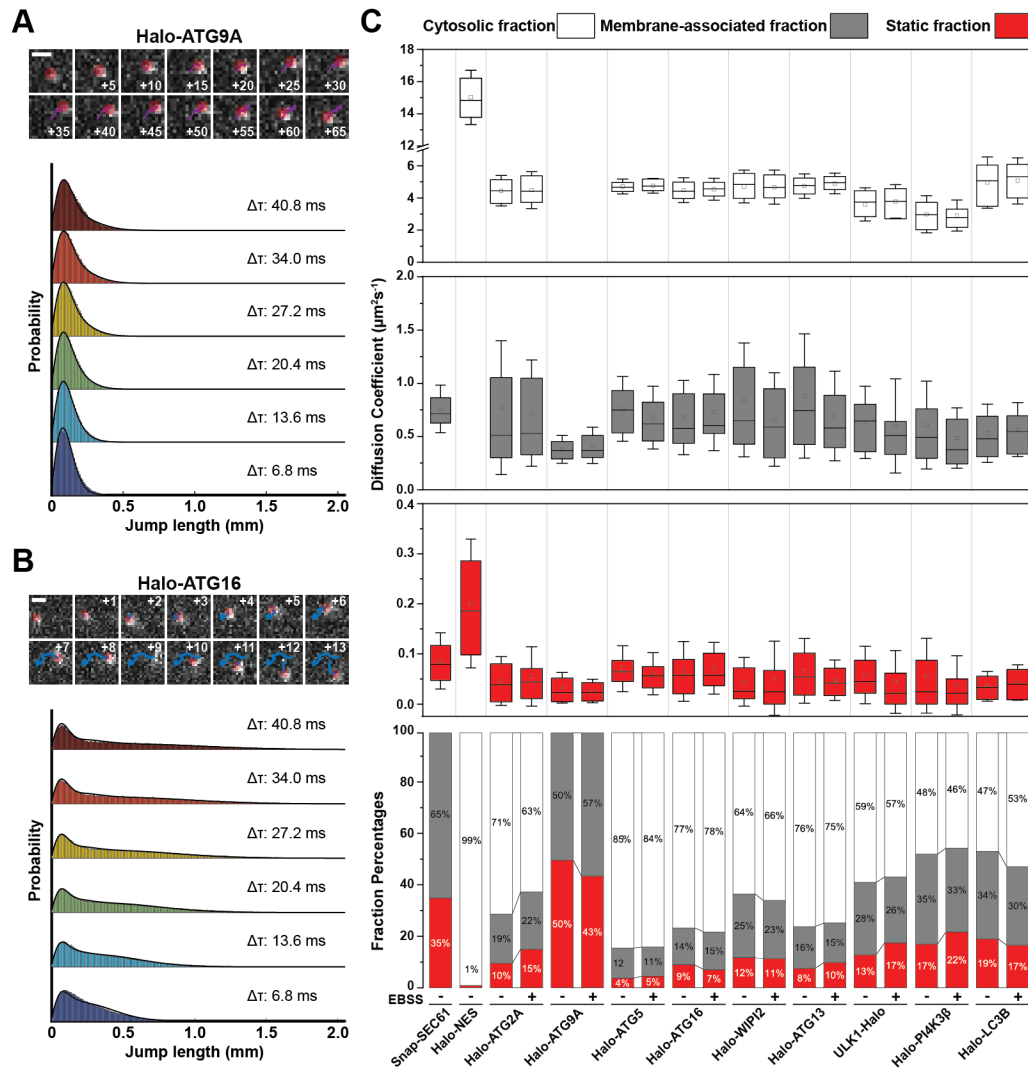 A
Halo-ATG9A
+5 +10 +15 +20 +25 +30
+35 +40 +45 +50 +55 +60 +65
Δτ: 40.8 ms
Δτ: 34.0 ms
Δτ: 27.2 ms
Δτ: 20.4 ms
Δτ: 13.6 ms
Δτ: 6.8 ms
Probability
0.0 0.5 1.0 1.5 2.0
Jump length (mm)
B
Halo-ATG16
+1 +2 +3 +4 +5 +6
+7 +8 +9 +10 +11 +12 +13
Δτ: 40.8 ms
Δτ: 34.0 ms
Δτ: 27.2 ms
Δτ: 20.4 ms
Δτ: 13.6 ms
Δτ: 6.8 ms
Probability
0.0 0.5 1.0 1.5 2.0
Jump length (mm)
C
Cytosolic fraction Membrane-associated fraction Static fraction
18
16
14
8
6
4
2
2.0
1.5
1.0
0.5
0.0
Diffusion Coefficient (µm²s⁻¹)
0.4
0.3
0.2
0.1
0.0
100
80
60
40
20
0
Fraction Percentages
65% 99% 71% 63% 50% 57% 85% 84% 77% 78% 64% 66% 76% 75% 59% 57% 48% 46% 47% 53%
19% 22% 12 11% 14% 15% 25% 23% 16% 15% 28% 26% 35% 33% 34% 30%
35% 1% 10% 15% 50% 43% 4% 5% 9% 7% 12% 11% 8% 10% 13% 17% 17% 22% 19% 17%
EBSS - - - + - + - + - + - + - + - + - + - +
Snap-SEC61
Halo-NES
Halo-ATG2A
Halo-ATG9A
Halo-ATG5
Halo-ATG16
Halo-WIPI2
Halo-ATG13
ULK1-Halo
Halo-PI4K3β
Halo-LC3B